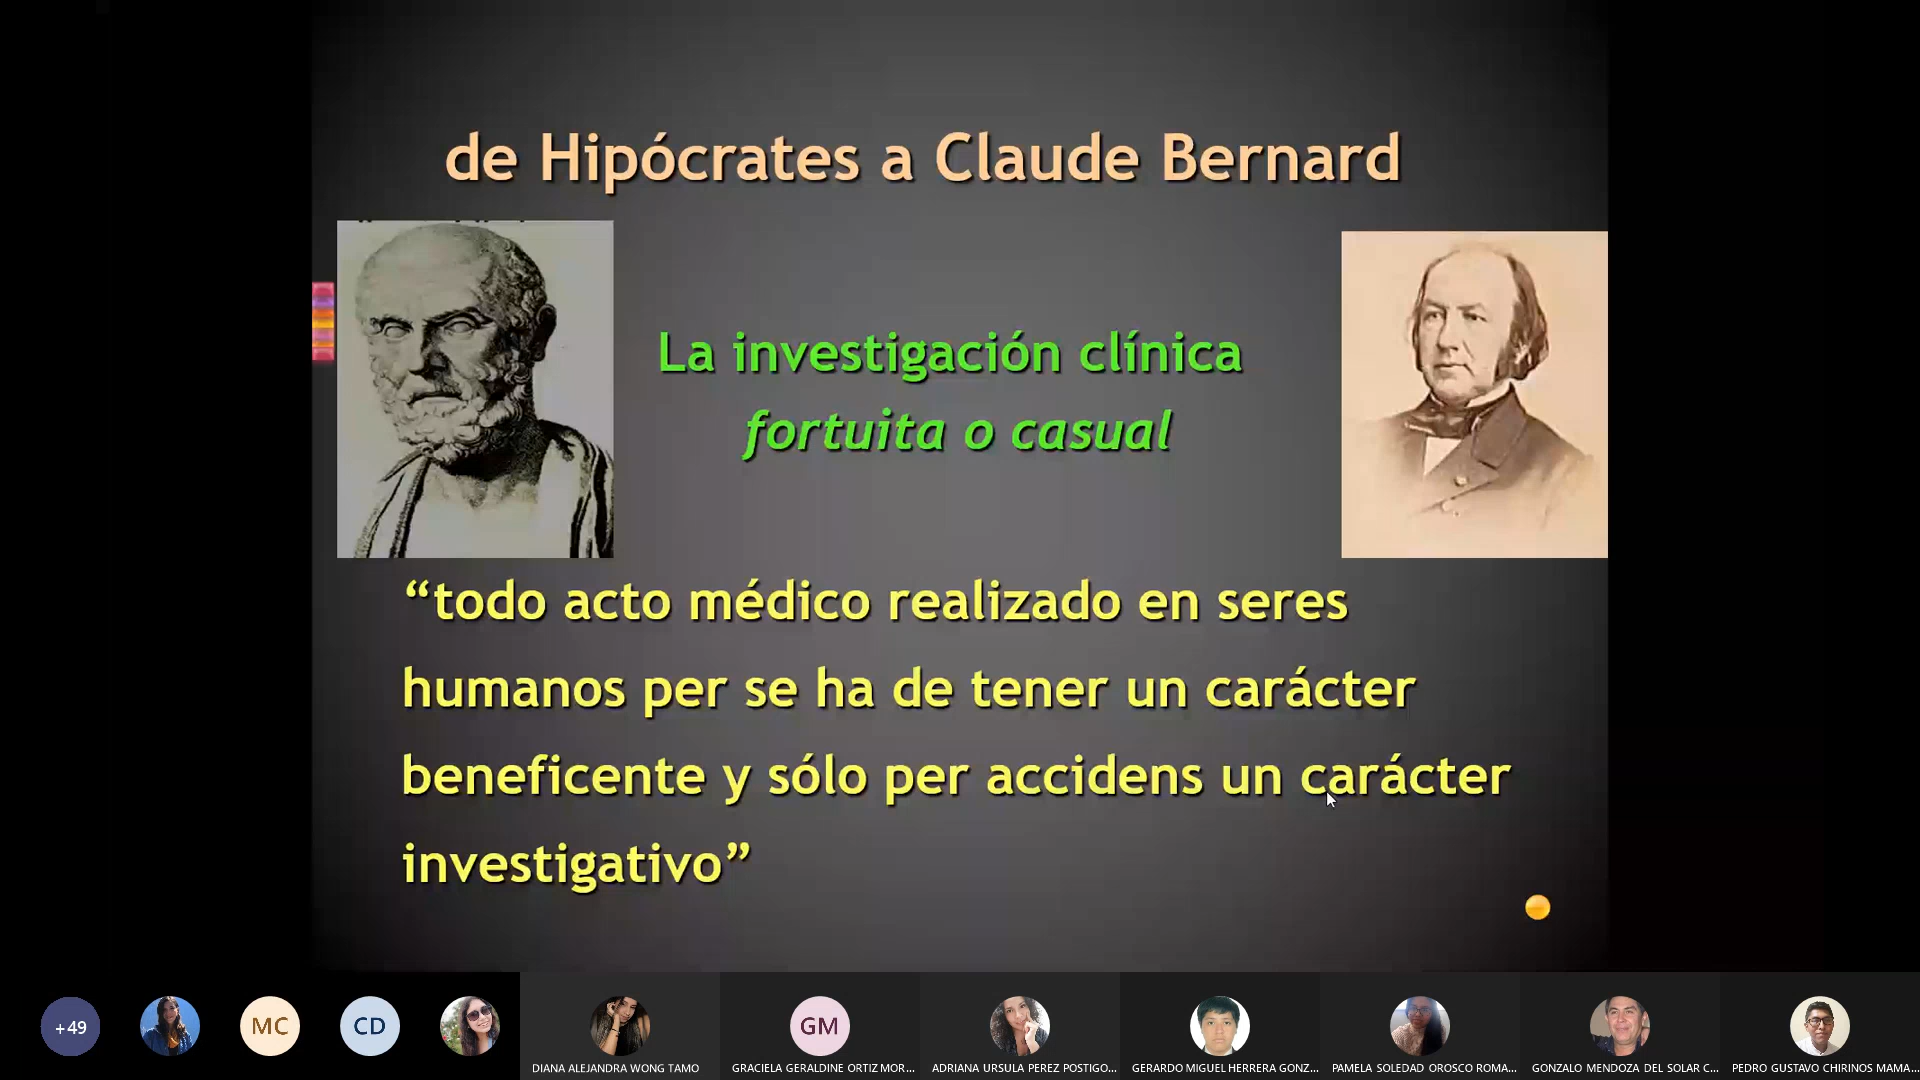 de Hipócrates a Claude Bernard
La investigación clínica
fortuita o casual
“todo acto médico realizado en seres
humanos per se ha de tener un carácter
beneficente y sólo per accidens un carácter
investigativo”
+49
MC
CD
GM
DIANA ALEJANDRA WONG TAMO
GRACIELA GERALDINE ORTIZ MOR...
ADRIANA URSULA PEREZ POSTIGO...
GERARDO MIGUEL HERRERA GONZ...
PAMELA SOLEDAD OROSCO ROMA...
GONZALO MENDOZA DEL SOLAR C...
PEDRO GUSTAVO CHIRINOS MAMA...